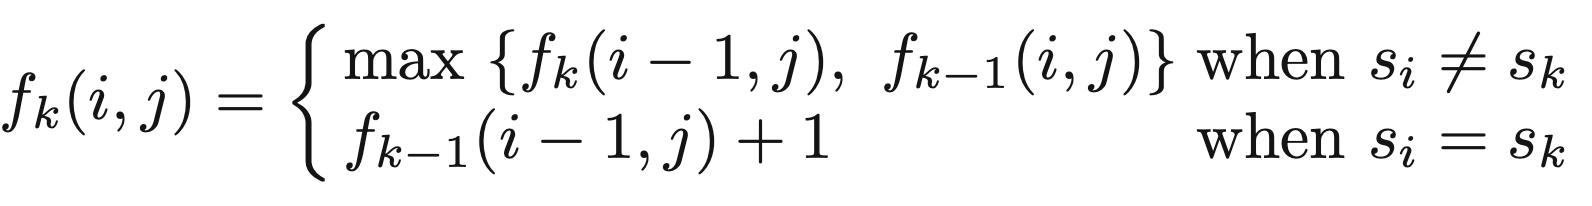 f_k(i, j) = { max {f_k(i − 1, j), f_{k−1}(i, j)} when s_i ≠ s_k
f_{k−1}(i − 1, j) + 1 when s_i = s_k